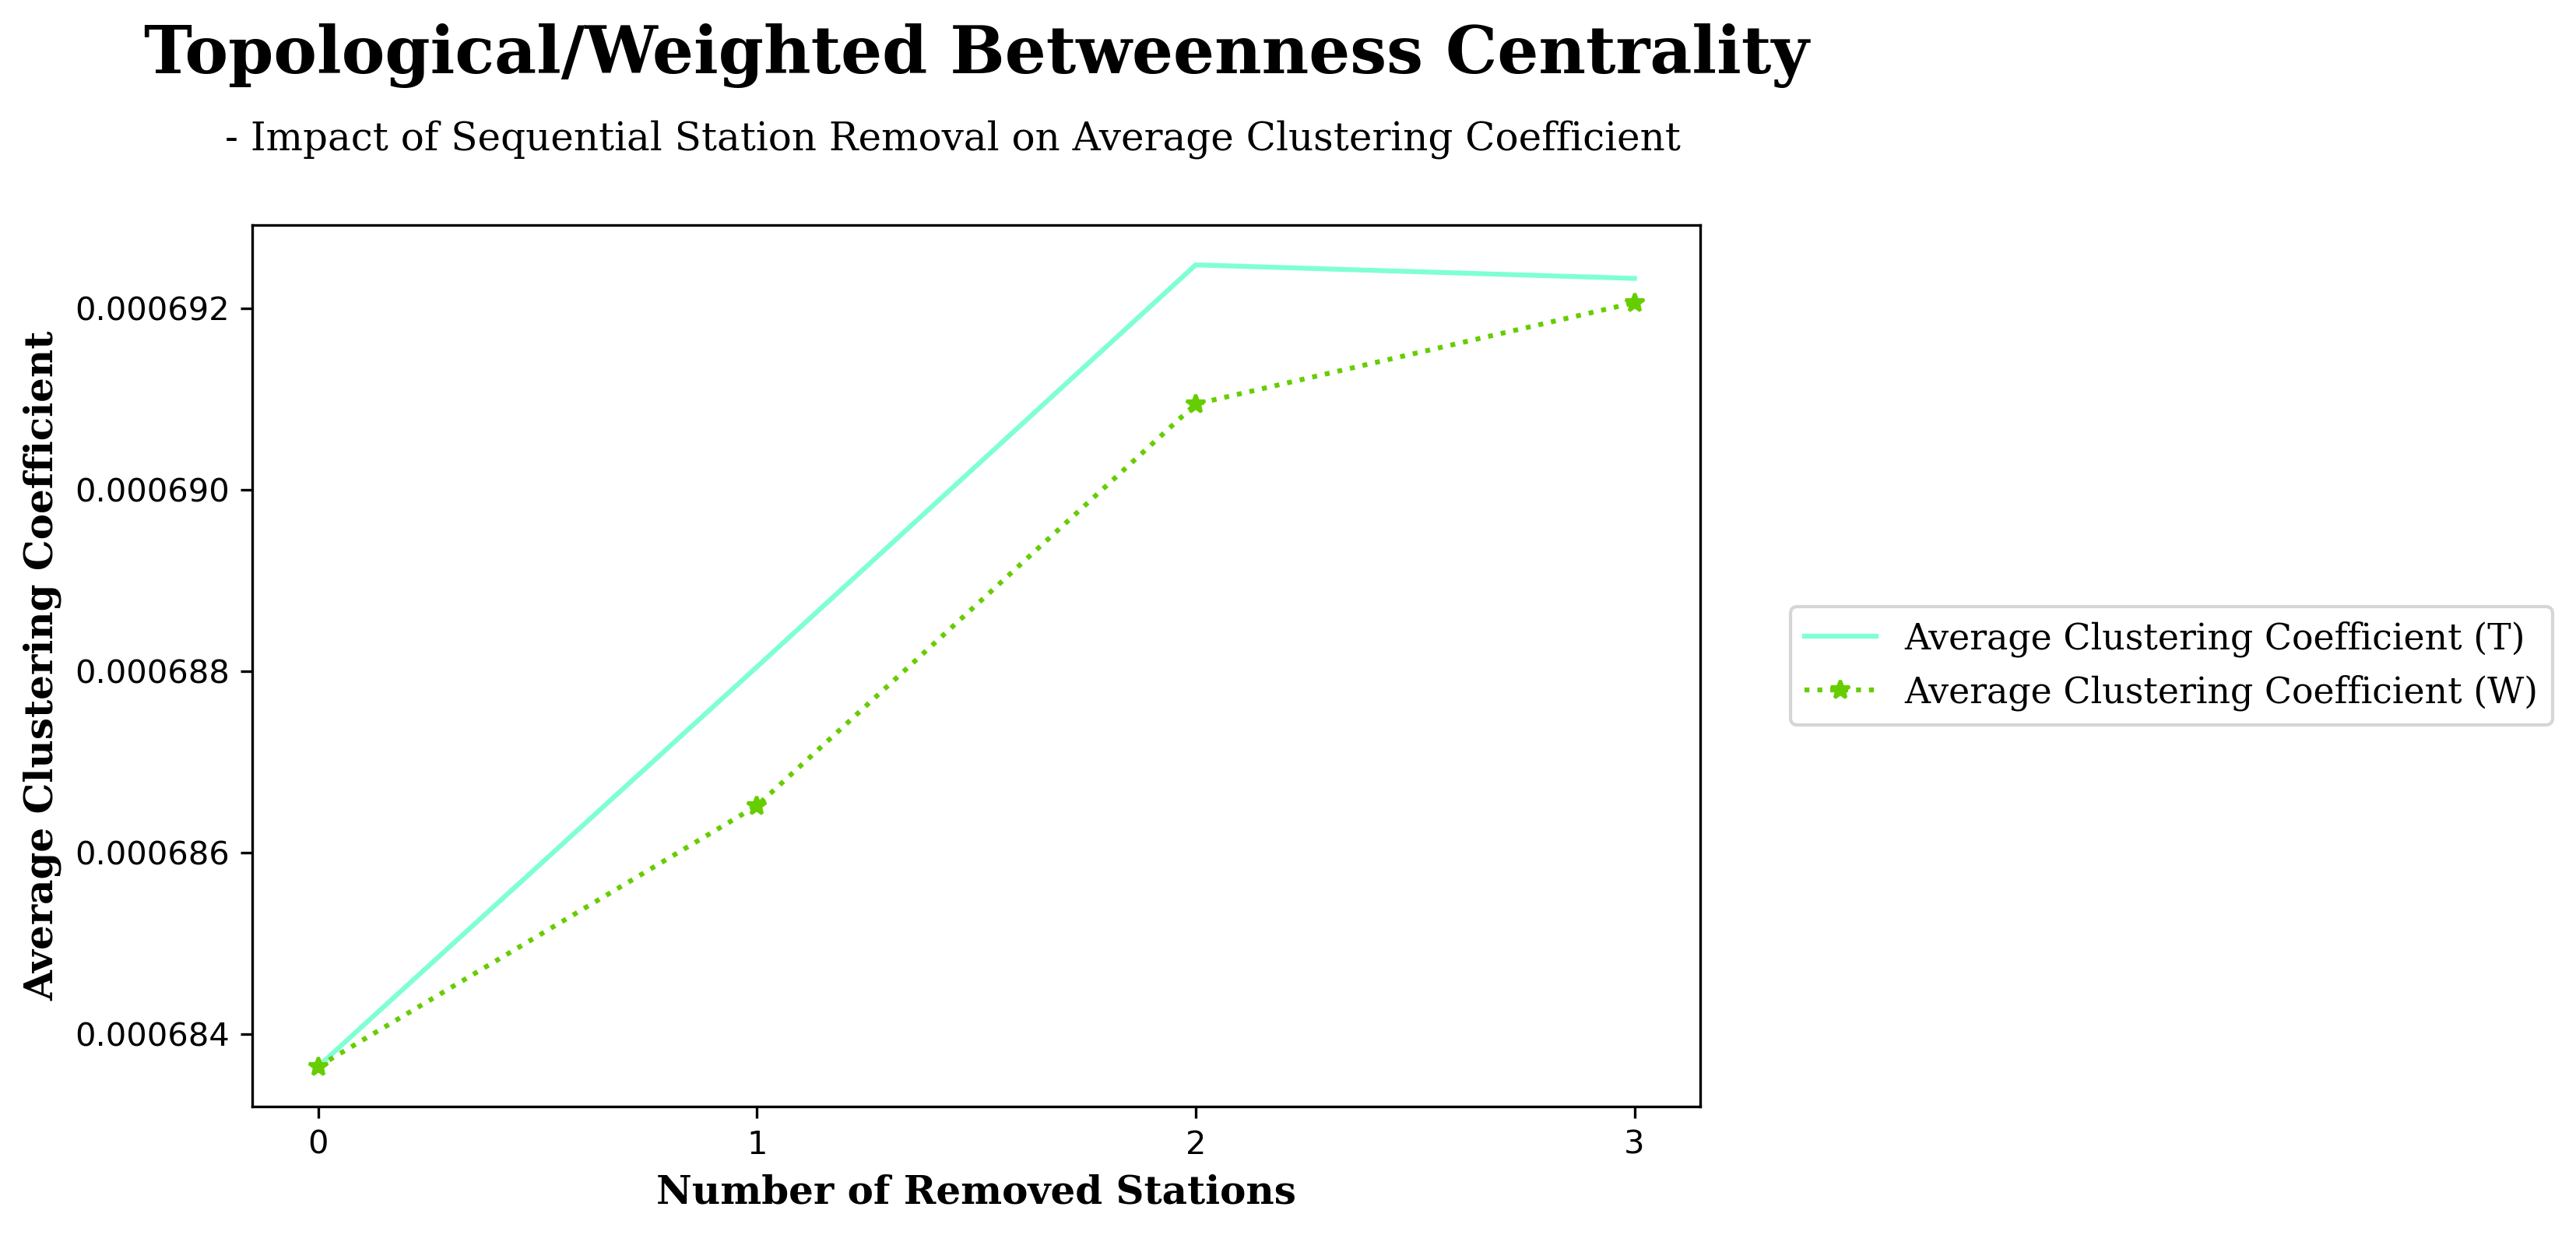 Topological/Weighted Betweenness Centrality
- Impact of Sequential Station Removal on Average Clustering Coefficient
Average Clustering Coefficient
0.000692
0.000690
0.000688
0.000686
0.000684
0
1
2
3
Number of Removed Stations
Average Clustering Coefficient (T)
Average Clustering Coefficient (W)